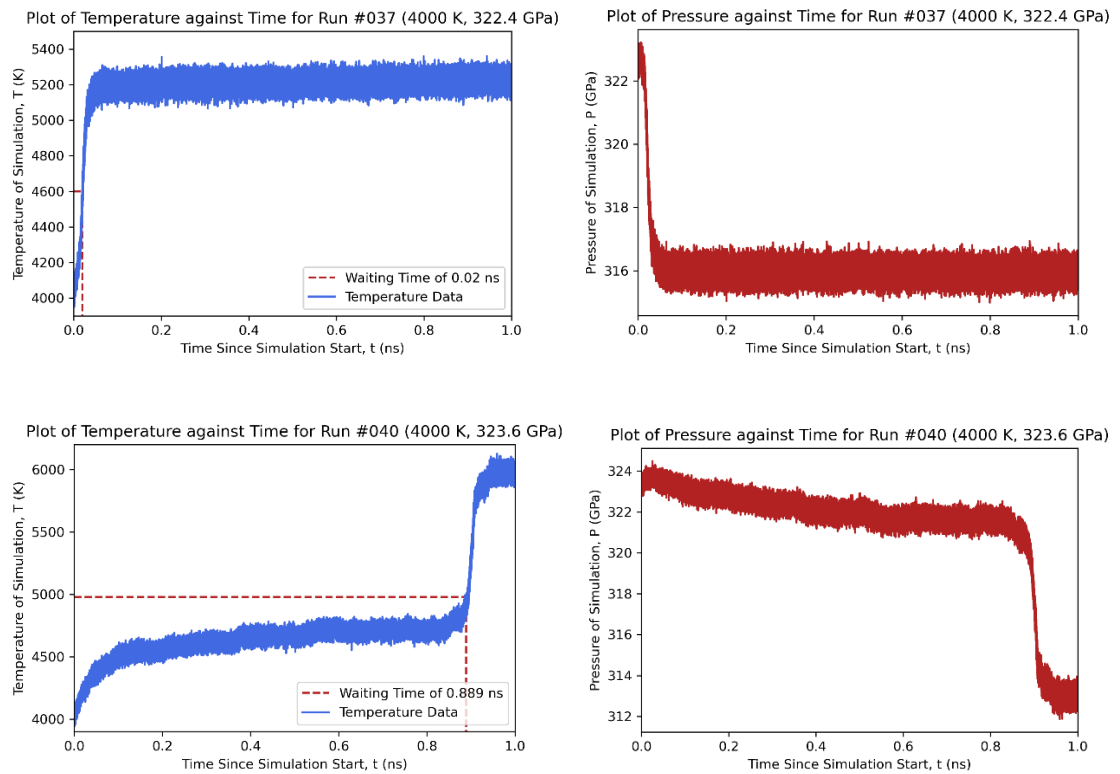 Plot of Temperature against Time for Run #037 (4000 K, 322.4 GPa)
Temperature of Simulation, T (K)
5400
5200
5000
4800
4600
4400
4200
4000
Waiting Time of 0.02 ns
Temperature Data
0.0 0.2 0.4 0.6 0.8 1.0
Time Since Simulation Start, t (ns)
Plot of Pressure against Time for Run #037 (4000 K, 322.4 GPa)
Pressure of Simulation, P (GPa)
322
320
318
316
0.0 0.2 0.4 0.6 0.8 1.0
Time Since Simulation Start, t (ns)
Plot of Temperature against Time for Run #040 (4000 K, 323.6 GPa)
Temperature of Simulation, T (K)
6000
5500
5000
4500
4000
Waiting Time of 0.889 ns
Temperature Data
0.0 0.2 0.4 0.6 0.8 1.0
Time Since Simulation Start, t (ns)
Plot of Pressure against Time for Run #040 (4000 K, 323.6 GPa)
Pressure of Simulation, P (GPa)
324
322
320
318
316
314
312
0.0 0.2 0.4 0.6 0.8 1.0
Time Since Simulation Start, t (ns)